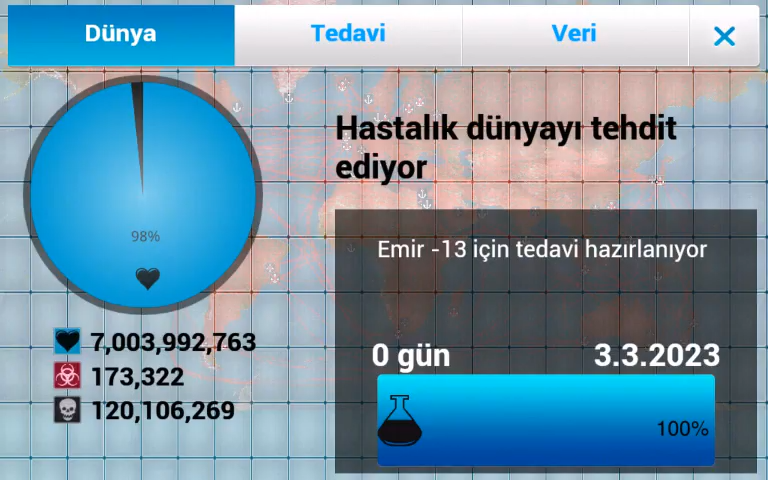 Dünya
Tedavi
Veri
98%
7,003,992,763
173,322
120,106,269
Hastalık dünyayı tehdit
ediyor
Emir -13 için tedavi hazırlanıyor
0 gün
3.3.2023
100%